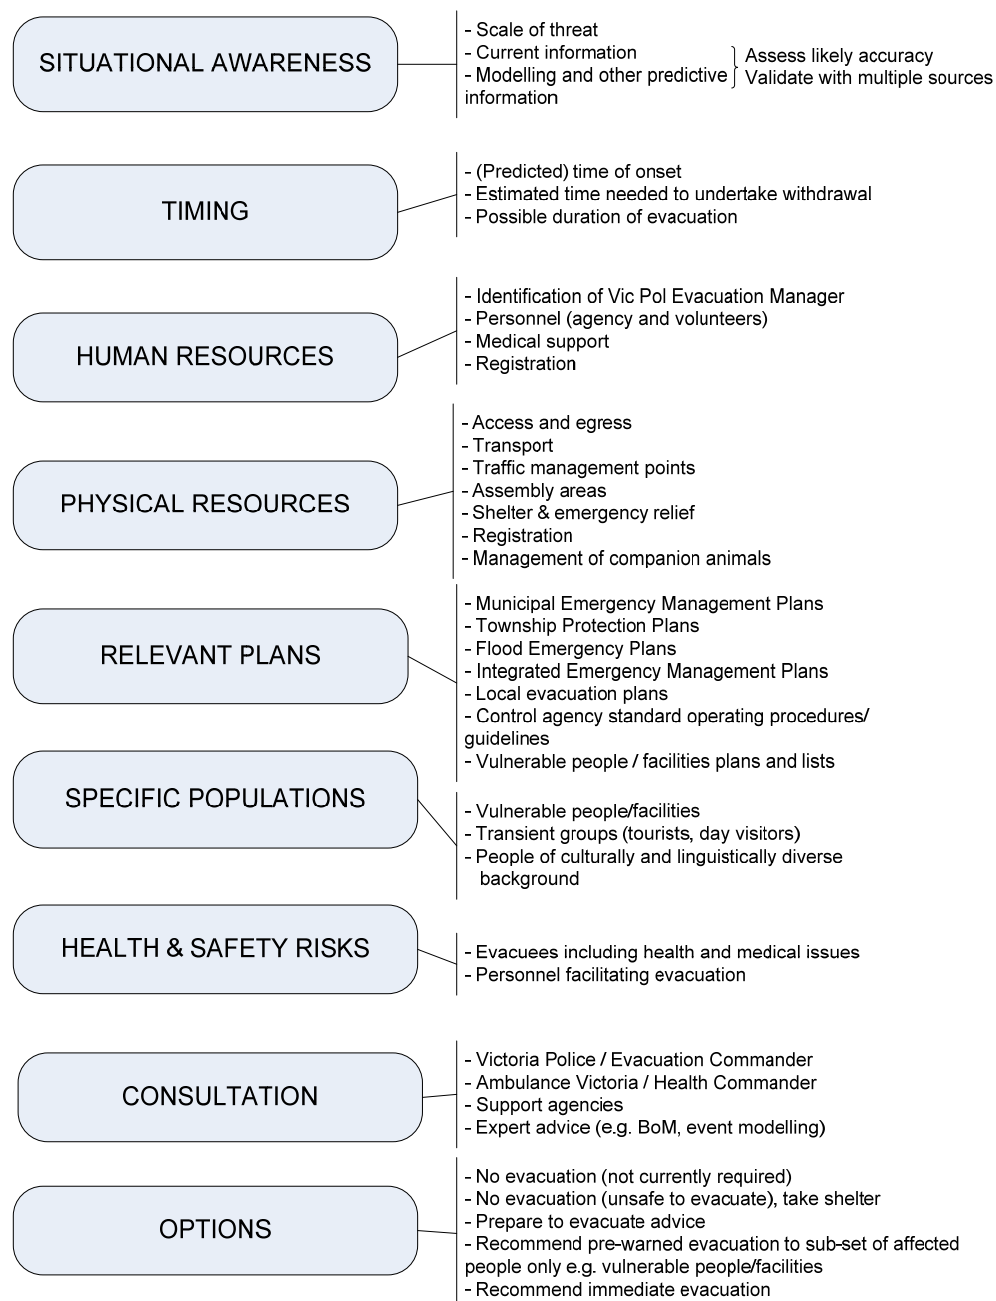 SITUATIONAL AWARENESS
- Scale of threat
- Current information
- Modelling and other predictive
information
Assess likely accuracy
Validate with multiple sources
TIMING
- (Predicted) time of onset
- Estimated time needed to undertake withdrawal
- Possible duration of evacuation
HUMAN RESOURCES
- Identification of Vic Pol Evacuation Manager
- Personnel (agency and volunteers)
- Medical support
- Registration
PHYSICAL RESOURCES
- Access and egress
- Transport
- Traffic management points
- Assembly areas
- Shelter & emergency relief
- Registration
- Management of companion animals
RELEVANT PLANS
- Municipal Emergency Management Plans
- Township Protection Plans
- Flood Emergency Plans
- Integrated Emergency Management Plans
- Local evacuation plans
- Control agency standard operating procedures/
guidelines
- Vulnerable people / facilities plans and lists
SPECIFIC POPULATIONS
- Vulnerable people/facilities
- Transient groups (tourists, day visitors)
- People of culturally and linguistically diverse
background
HEALTH & SAFETY RISKS
- Evacuees including health and medical issues
- Personnel facilitating evacuation
CONSULTATION
- Victoria Police / Evacuation Commander
- Ambulance Victoria / Health Commander
- Support agencies
- Expert advice (e.g. BoM, event modelling)
OPTIONS
- No evacuation (not currently required)
- No evacuation (unsafe to evacuate), take shelter
- Prepare to evacuate advice
- Recommend pre-warned evacuation to sub-set of affected
people only e.g. vulnerable people/facilities
- Recommend immediate evacuation